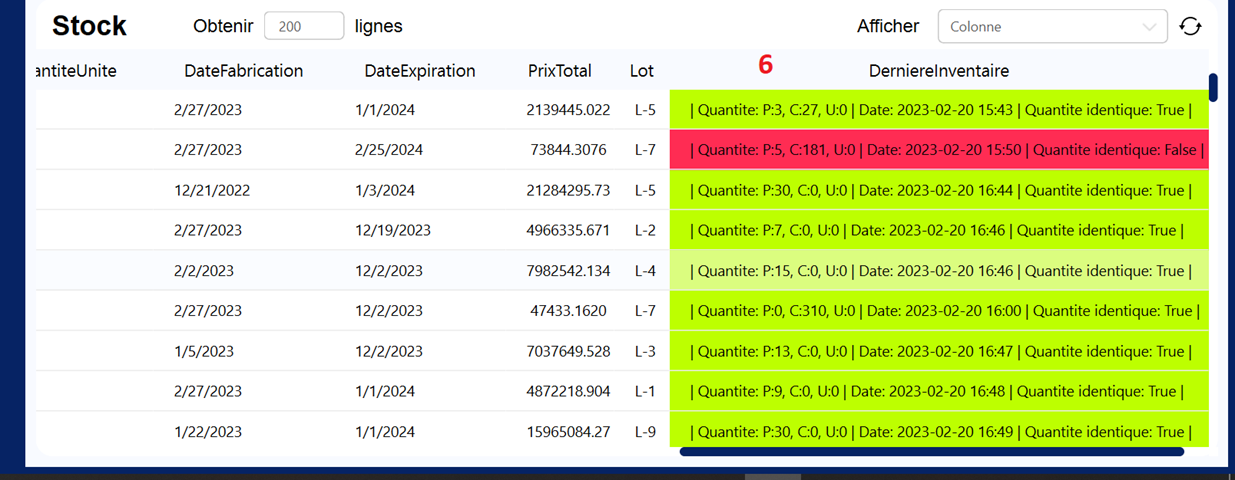 Stock Obtenir 200 lignes Afficher Colonne
6
antiteUnite DateFabrication DateExpiration PrixTotal Lot DerniereInventaire
2/27/2023 1/1/2024 2139445.022 L-5 | Quantite: P:3, C:27, U:0 | Date: 2023-02-20 15:43 | Quantite identique: True |
2/27/2023 2/25/2024 73844.3076 L-7 | Quantite: P:5, C:181, U:0 | Date: 2023-02-20 15:50 | Quantite identique: False |
12/21/2022 1/3/2024 21284295.73 L-5 | Quantite: P:30, C:0, U:0 | Date: 2023-02-20 16:44 | Quantite identique: True |
2/27/2023 12/19/2023 4966335.671 L-2 | Quantite: P:7, C:0, U:0 | Date: 2023-02-20 16:46 | Quantite identique: True |
2/2/2023 12/2/2023 7982542.134 L-4 | Quantite: P:15, C:0, U:0 | Date: 2023-02-20 16:46 | Quantite identique: True |
2/27/2023 12/2/2023 47433.1620 L-7 | Quantite: P:0, C:310, U:0 | Date: 2023-02-20 16:00 | Quantite identique: True |
1/5/2023 12/2/2023 7037649.528 L-3 | Quantite: P:13, C:0, U:0 | Date: 2023-02-20 16:47 | Quantite identique: True |
2/27/2023 1/1/2024 4872218.904 L-1 | Quantite: P:9, C:0, U:0 | Date: 2023-02-20 16:48 | Quantite identique: True |
1/22/2023 1/1/2024 15965084.27 L-9 | Quantite: P:30, C:0, U:0 | Date: 2023-02-20 16:49 | Quantite identique: True |